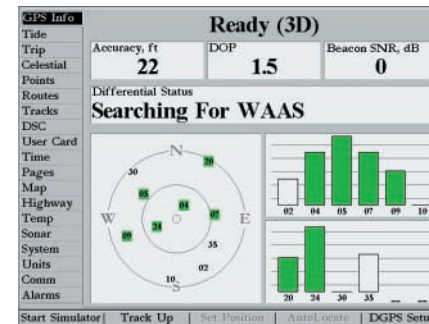 GPS Info
Tide
Trip
Celestial
Points
Routes
Tracks
DSC
User Card
Time
Pages
Map
Highway
Temp
Sonar
System
Units
Comm
Alarms
Ready (3D)
Accuracy, ft
22
DOP
1.5
Beacon SNR, dB
0
Differential Status
Searching For WAAS
N
20
30
05
04
07
W
E
09
24
35
02
10
S
02 04 05 07 09 10
20 24 30 35 -- --
Start Simulator| Track Up | Set Position | AutoLocate | DGPS Setu